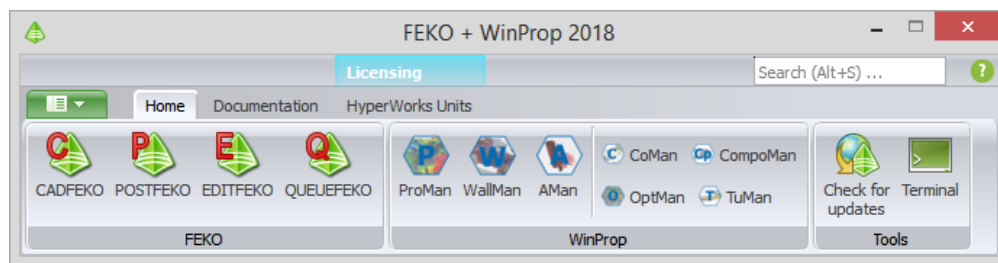 FEKO + WinProp 2018
Licensing
Search (Alt+S) ...
?
Home Documentation HyperWorks Units
C P E Q P W A
C CoMan Cp CompoMan
CADFEKO POSTFEKO EDITFEKO QUEUEFEKO ProMan WallMan AMan
O OptMan T TuMan
Check for updates
Terminal
FEKO WinProp Tools